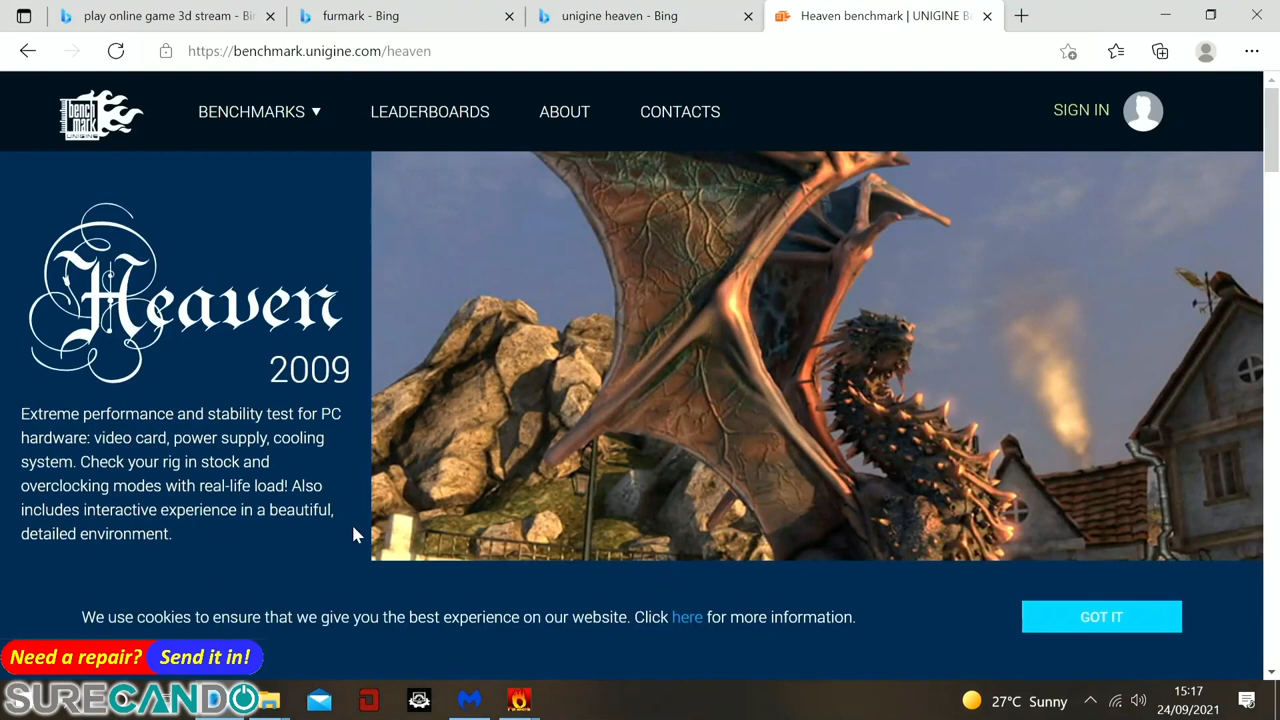 play online game 3d stream - Bi
furmark - Bing
unigine heaven - Bing
Heaven benchmark | UNIGINE B
https://benchmark.unigine.com/heaven
bench
mark
UNIGINE
BENCHMARKS ▼
LEADERBOARDS
ABOUT
CONTACTS
SIGN IN
Heaven
2009
Extreme performance and stability test for PC
hardware: video card, power supply, cooling
system. Check your rig in stock and
overclocking modes with real-life load! Also
includes interactive experience in a beautiful,
detailed environment.
We use cookies to ensure that we give you the best experience on our website. Click here for more information.
GOT IT
Need a repair? Send it in!
SURECANDO
27°C Sunny
15:17
24/09/2021